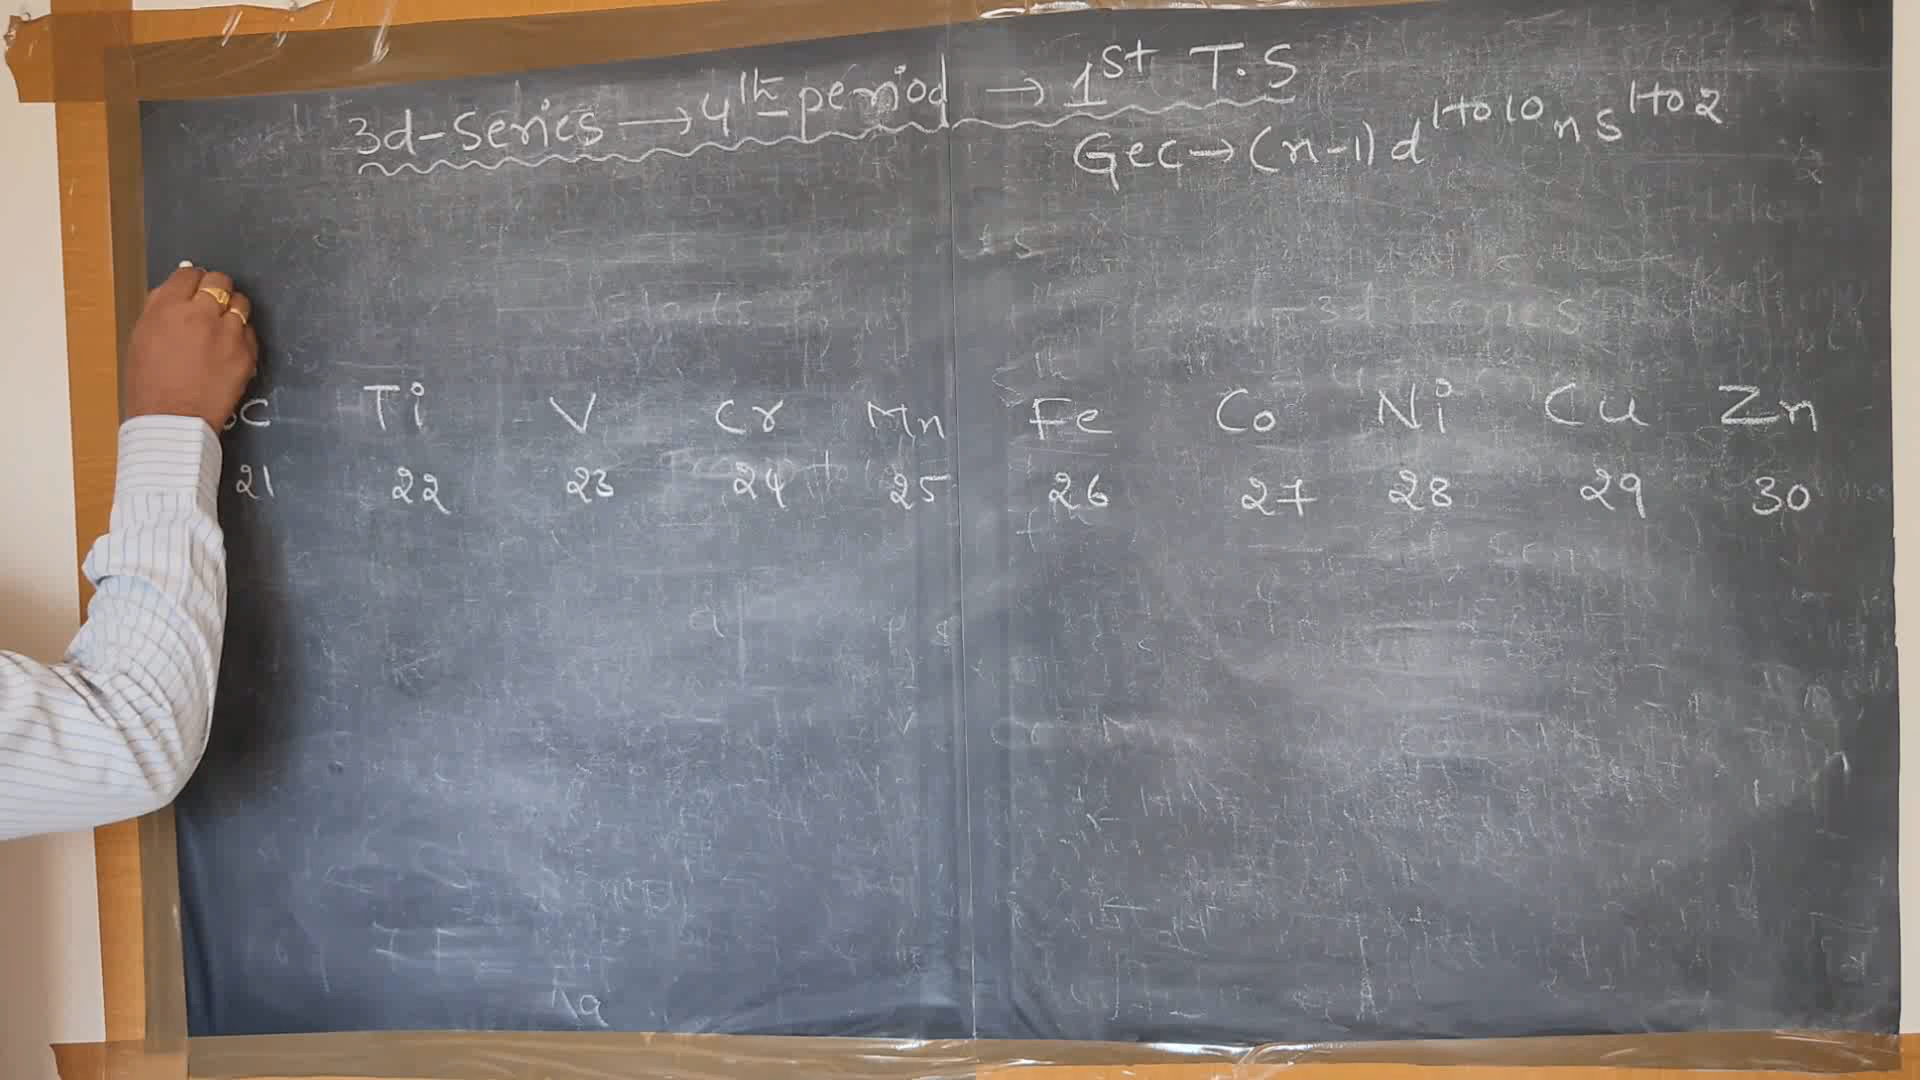 3d-Series → 4th period → 1st T.S
Gec → (n-1)d 1to10 ns 1to2
Sc Ti V Cr Mn Fe Co Ni Cu Zn
21 22 23 24 25 26 27 28 29 30